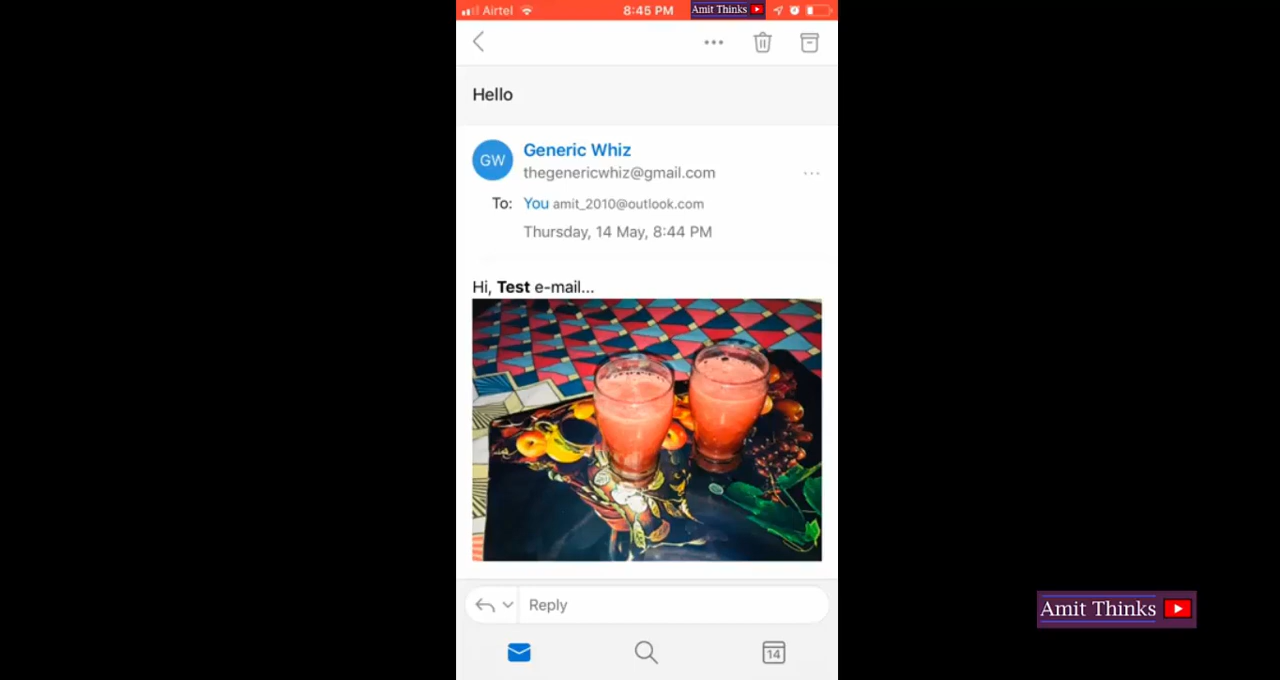 Airtel 8:45 PM Amit Thinks
Hello
GW
Generic Whiz
thegenericwhiz@gmail.com
To: You amit_2010@outlook.com
Thursday, 14 May, 8:44 PM
Hi, Test e-mail...
Reply
Amit Thinks
14